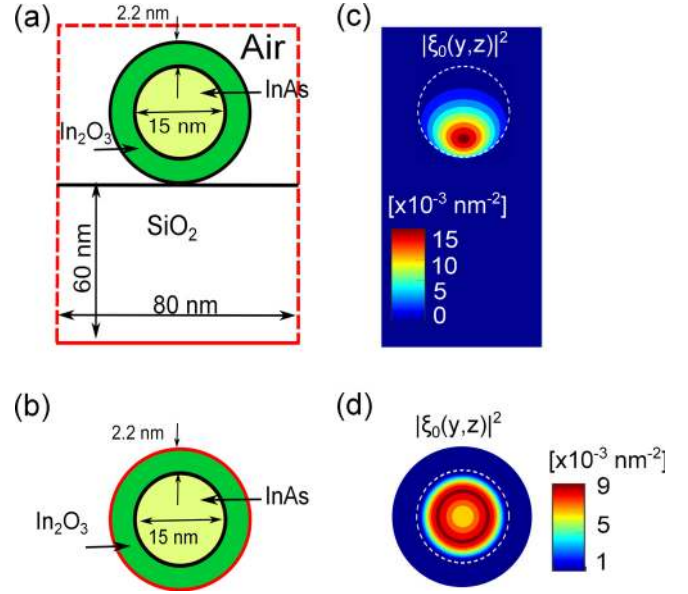 (a)
2.2 nm
Air
InAs
15 nm
In₂O₃
SiO₂
60 nm
80 nm
(c)
|ξ₀(y,z)|²
[x10⁻³ nm⁻²]
15
10
5
0
(b)
2.2 nm
InAs
In₂O₃
15 nm
(d)
|ξ₀(y,z)|²
[x10⁻³ nm⁻²]
9
5
1